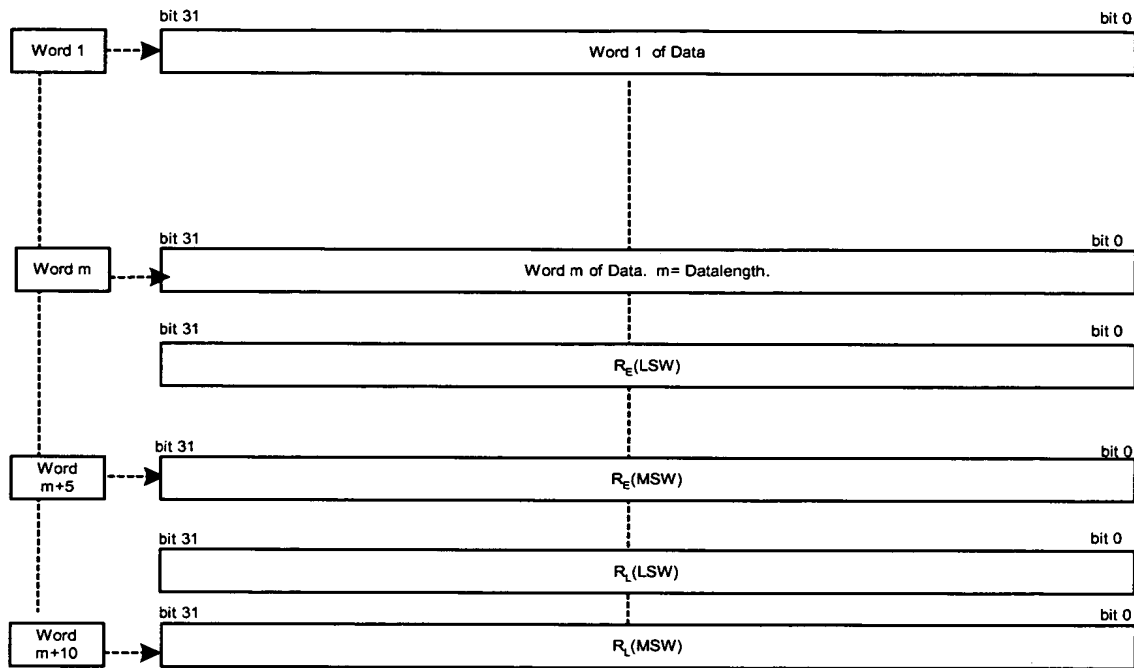 bit 31 bit 0
Word 1 Word 1 of Data
bit 31 bit 0
Word m Word m of Data. m= Datalength.
bit 31 bit 0
R_E(LSW)
bit 31 bit 0
Word
m+5
R_E(MSW)
bit 31 bit 0
R_L(LSW)
bit 31 bit 0
Word
m+10
R_L(MSW)